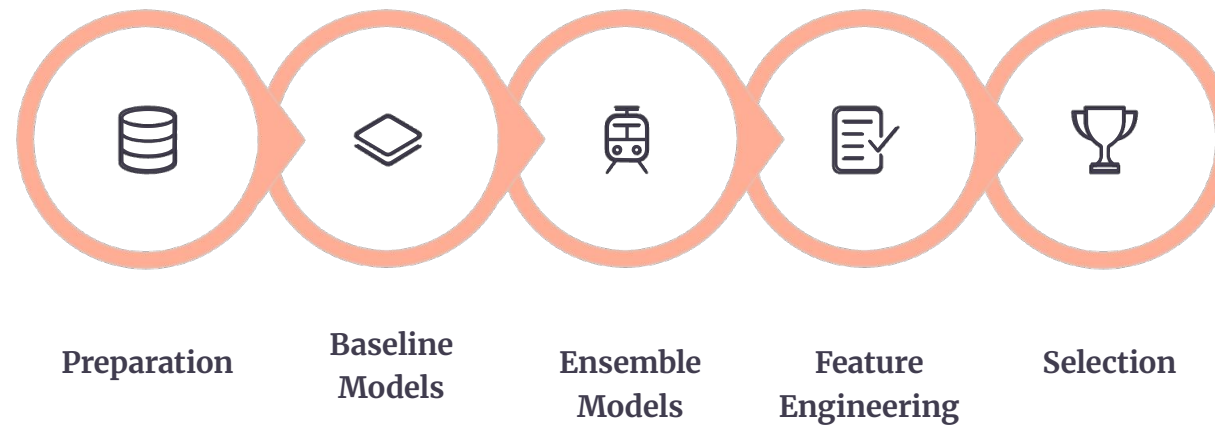 Preparation
Baseline
Models
Ensemble
Models
Feature
Engineering
Selection